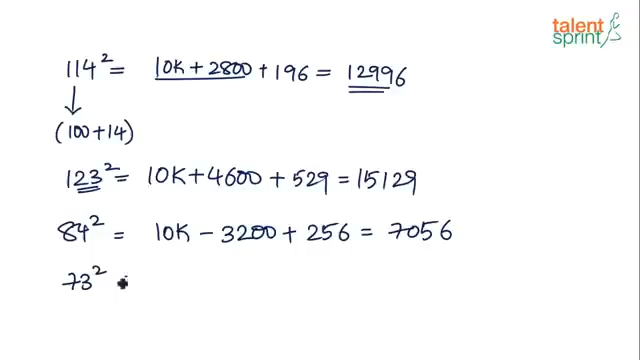 talent
sprint
114² = 10K + 2800 + 196 = 12996
(100 + 14)
123² = 10K + 4600 + 529 = 15129
84² = 10K - 3200 + 256 = 7056
73²